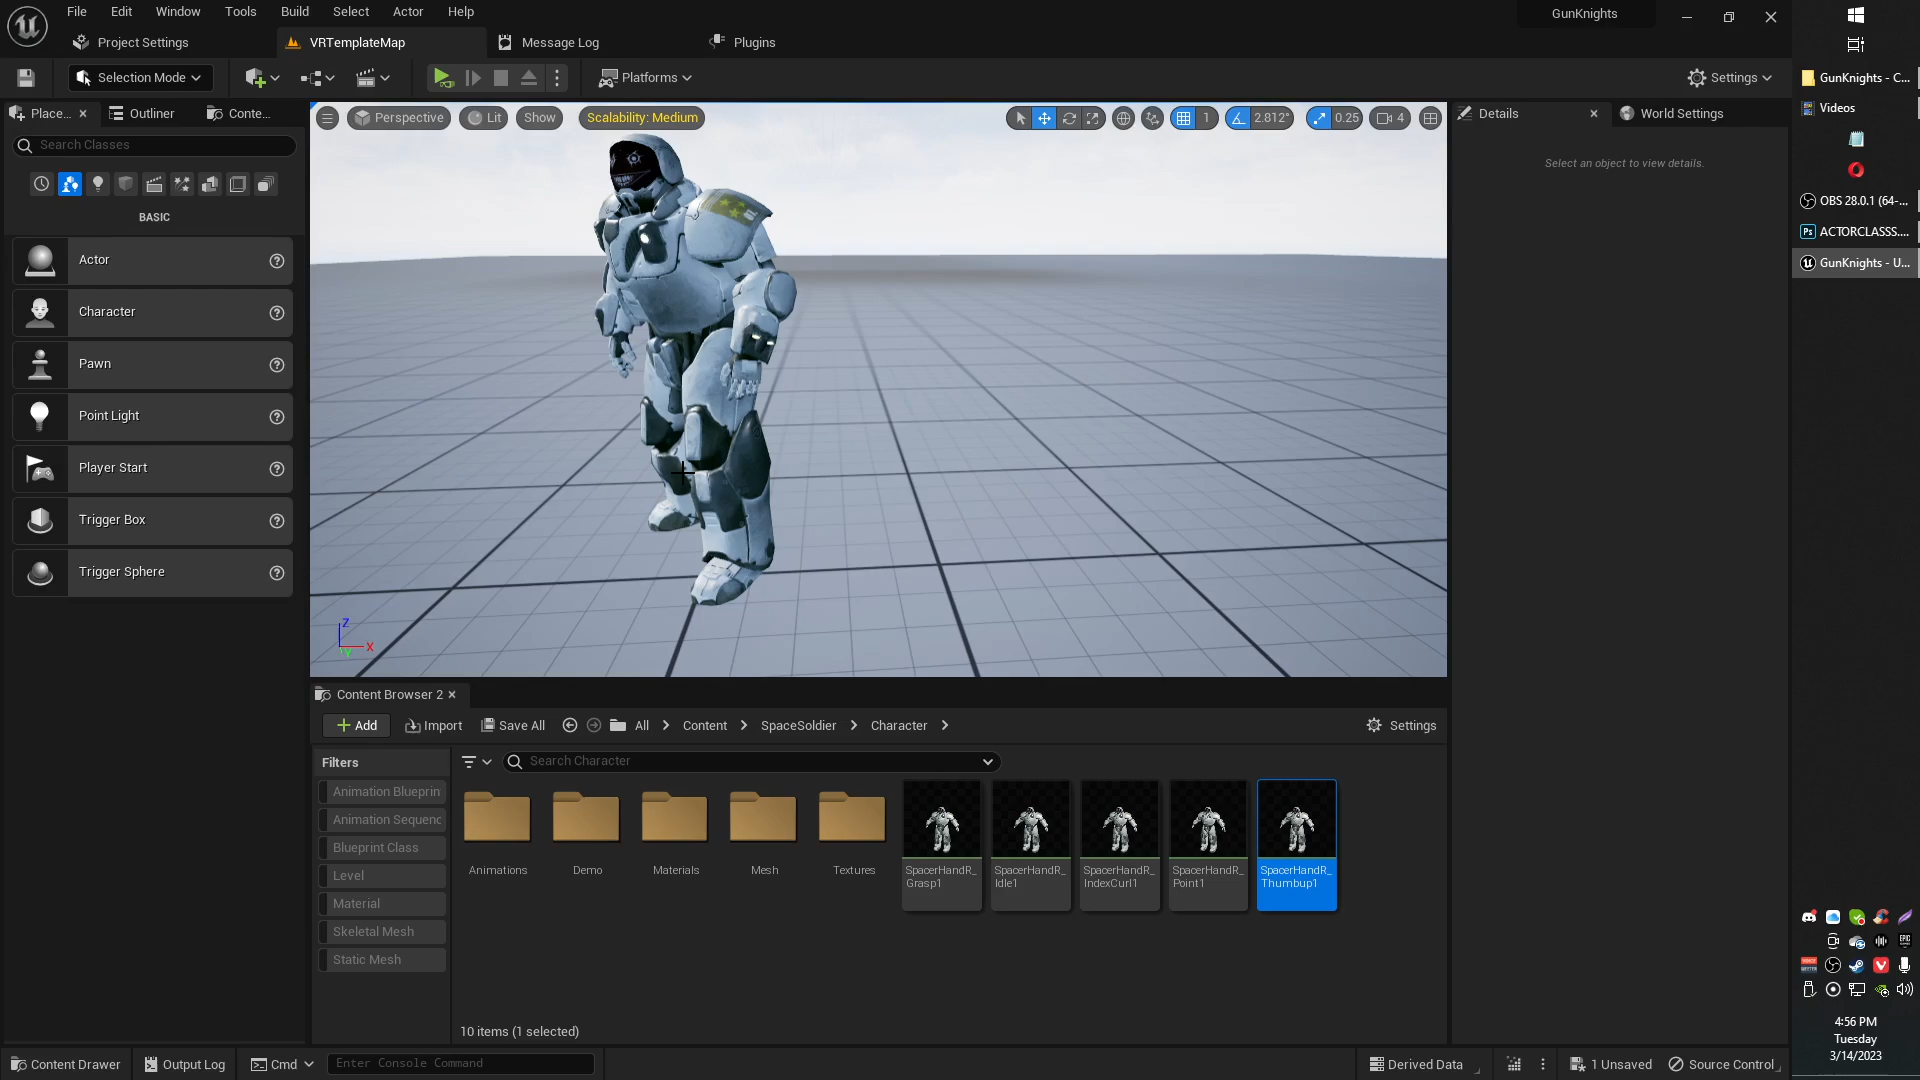 File Edit Window Tools Build Select Actor Help
GunKnights
Project Settings
VRTemplateMap
Message Log
Plugins
Selection Mode
Platforms
Settings
Place...
Outliner
Conte...
Search Classes
BASIC
Actor
Character
Pawn
Point Light
Player Start
Trigger Box
Trigger Sphere
Perspective
Lit
Show
Scalability: Medium
1
2.812°
0.25
4
Z
X
Y
Details
World Settings
Select an object to view details.
Content Browser 2
Add
Import
Save All
All
Content
SpaceSoldier
Character
Settings
Filters
Animation Blueprin
Animation Sequenc
Blueprint Class
Level
Material
Skeletal Mesh
Static Mesh
Search Character
Animations
Demo
Materials
Mesh
Textures
SpacerHandR_
Grasp1
SpacerHandR_
Idle1
SpacerHandR_
IndexCurl1
SpacerHandR_
Point1
SpacerHandR_
Thumbup1
10 items (1 selected)
Content Drawer
Output Log
Cmd
Enter Console Command
Derived Data
1 Unsaved
Source Control
GunKnights - C...
Videos
OBS 28.0.1 (64-...
Ps
ACTORCLASSS....
GunKnights - U...
EPIC
4:56 PM
Tuesday
3/14/2023